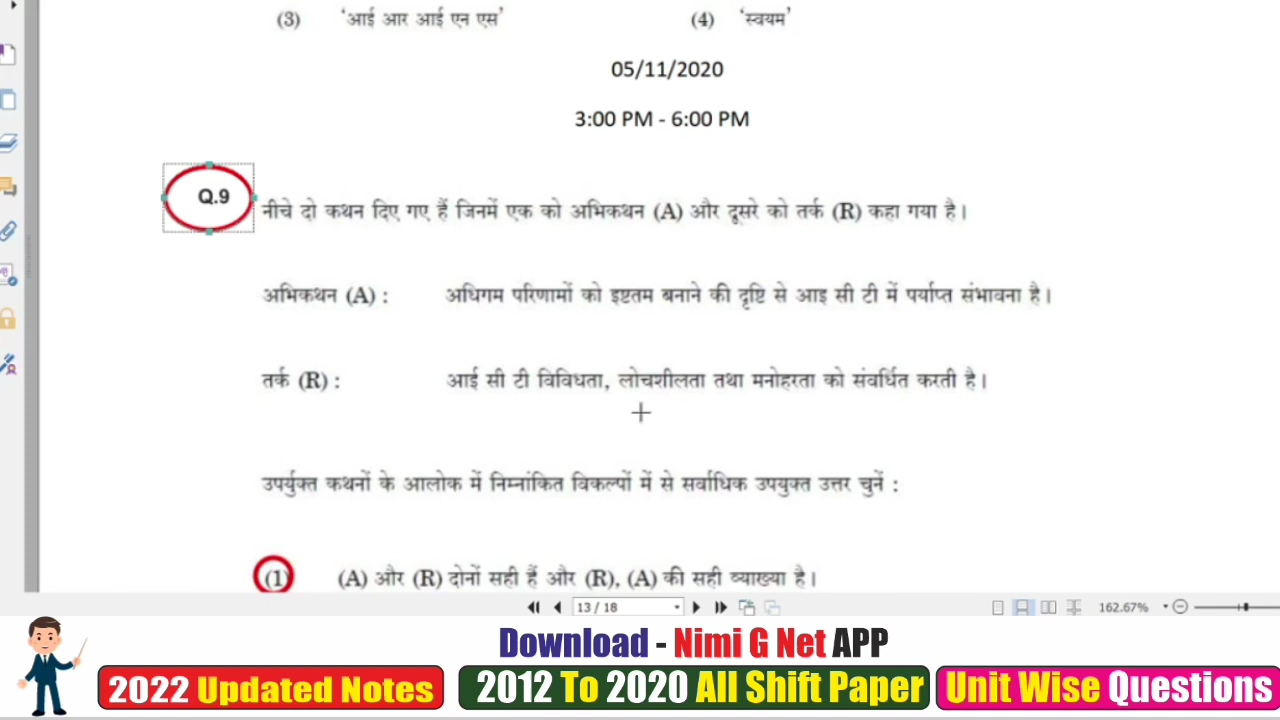 (3) 'आई आर आई एन एस' (4) 'स्वयम'
05/11/2020
3:00 PM - 6:00 PM
Q.9 नीचे दो कथन दिए गए हैं जिनमें एक को अभिकथन (A) और दूसरे को तर्क (R) कहा गया है।
अभिकथन (A) : अधिगम परिणामों को इष्टतम बनाने की दृष्टि से आइ सी टी में पर्याप्त संभावना है।
तर्क (R) : आई सी टी विविधता, लोचशीलता तथा मनोहरता को संवर्धित करती है।
उपर्युक्त कथनों के आलोक में निम्नांकित विकल्पों में से सर्वाधिक उपयुक्त उत्तर चुनें :
(1) (A) और (R) दोनों सही हैं और (R), (A) की सही व्याख्या है।
13 / 18 162.67%
Download - Nimi G Net APP
2022 Updated Notes 2012 To 2020 All Shift Paper Unit Wise Questions